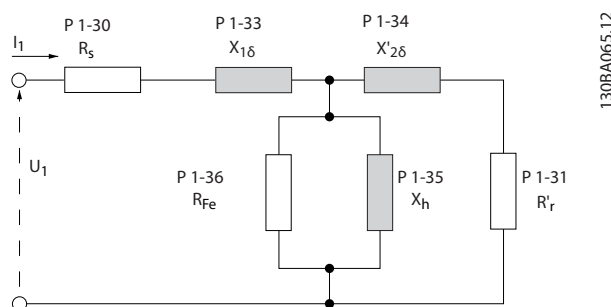 P 1-30
P 1-33
P 1-34
I1
Rs
X1δ
X'2δ
U1
P 1-36
RFe
P 1-35
Xh
P 1-31
R'r
130BA065.12